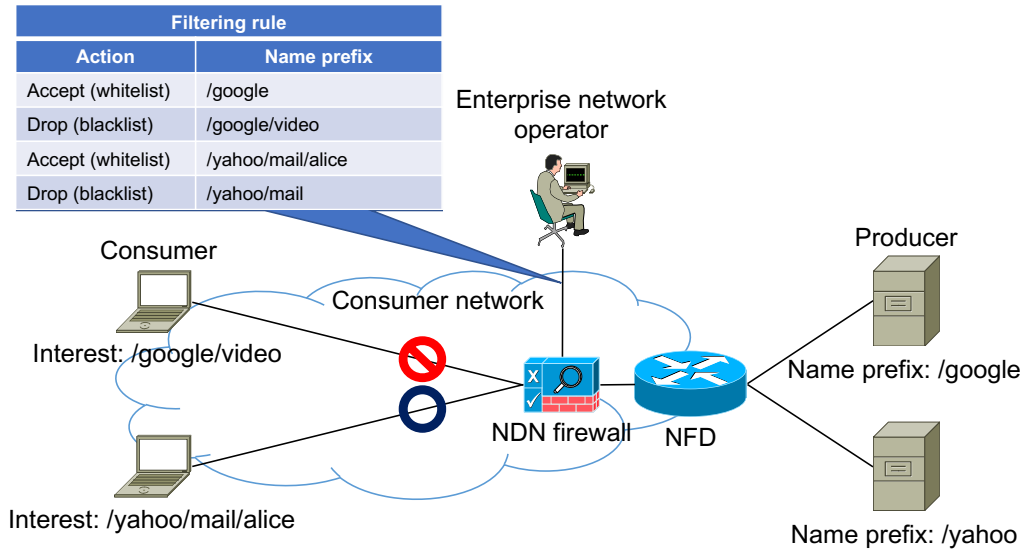 Filtering rule
Action Name prefix
Accept (whitelist) /google
Drop (blacklist) /google/video
Accept (whitelist) /yahoo/mail/alice
Drop (blacklist) /yahoo/mail
Enterprise network
operator
Consumer
Producer
Consumer network
Interest: /google/video
Name prefix: /google
X
NDN firewall
NFD
Interest: /yahoo/mail/alice
Name prefix: /yahoo